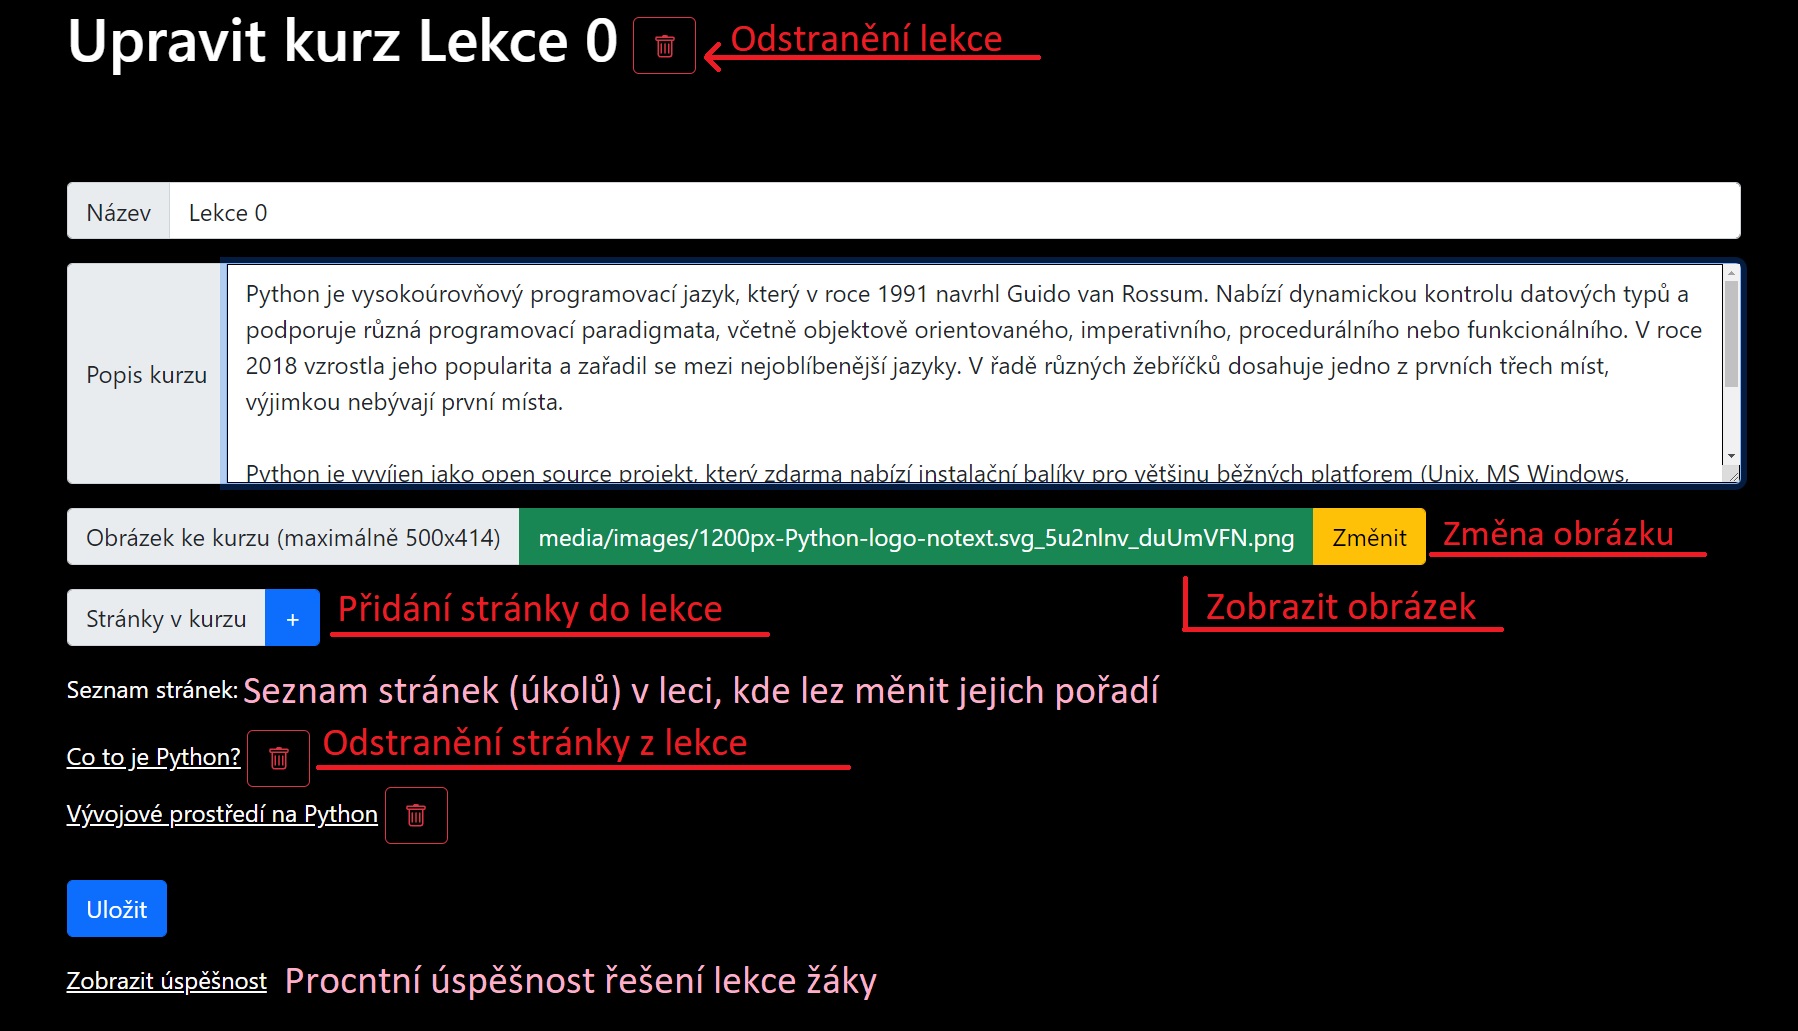 Upravit kurz Lekce 0
Odstranění lekce
Název
Lekce 0
Popis kurzu
Python je vysokoúrovňový programovací jazyk, který v roce 1991 navrhl Guido van Rossum. Nabízí dynamickou kontrolu datových typů a
podporuje různá programovací paradigmata, včetně objektově orientovaného, imperativního, procedurálního nebo funkcionálního. V roce
2018 vzrostla jeho popularita a zařadil se mezi nejoblíbenější jazyky. V řadě různých žebříčků dosahuje jedno z prvních třech míst,
výjimkou nebývají první místa.
Python je vyvíjen jako open source projekt, který zdarma nabízí instalační balíky pro většinu běžných platforem (Unix, MS Windows,
Obrázek ke kurzu (maximálně 500x414)
media/images/1200px-Python-logo-notext.svg_5u2nlnv_duUmVFN.png
Změnit
Změna obrázku
Stránky v kurzu
+
Přidání stránky do lekce
Zobrazit obrázek
Seznam stránek:
Seznam stránek (úkolů) v leci, kde lez měnit jejich pořadí
Co to je Python?
Odstranění stránky z lekce
Vývojové prostředí na Python
Uložit
Zobrazit úspěšnost
Procntní úspěšnost řešení lekce žáky